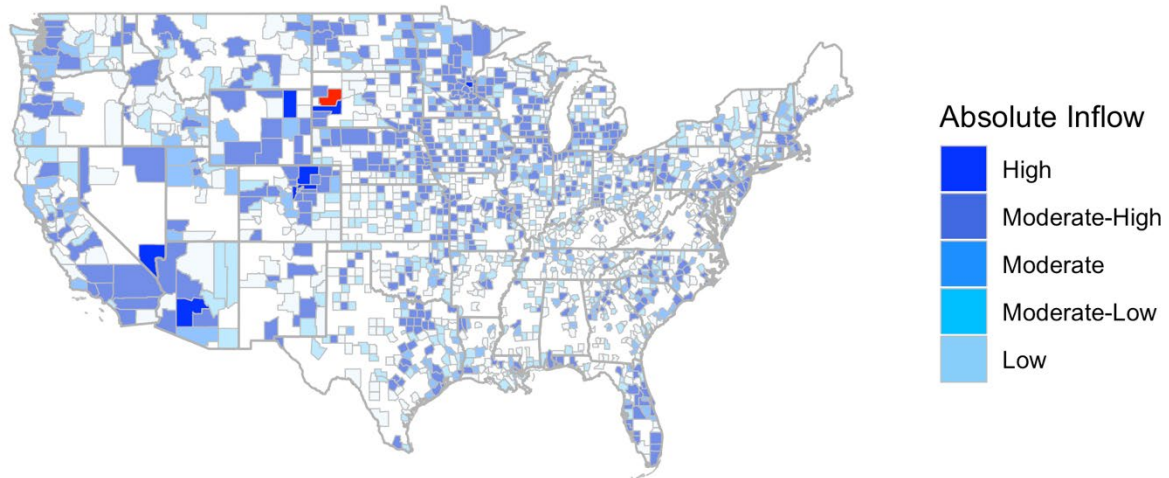 Absolute Inflow
High
Moderate-High
Moderate
Moderate-Low
Low